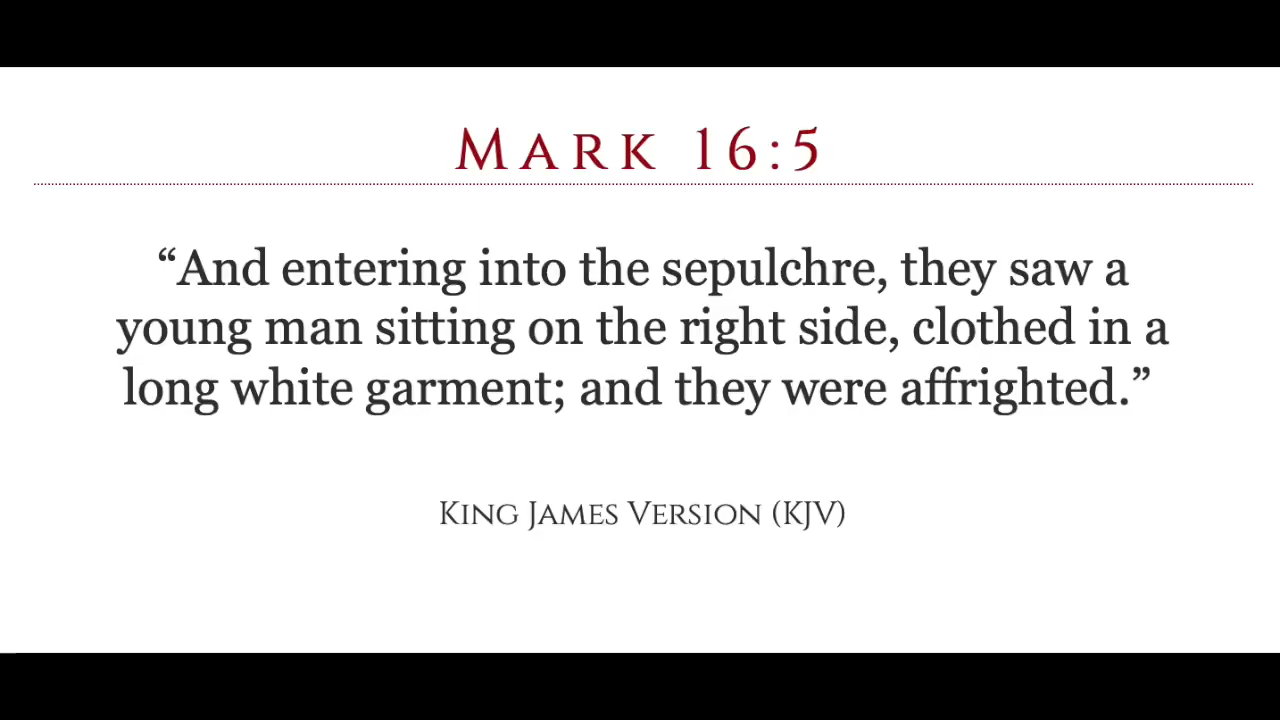 Mark 16:5
“And entering into the sepulchre, they saw a
young man sitting on the right side, clothed in a
long white garment; and they were affrighted.”
King James Version (KJV)